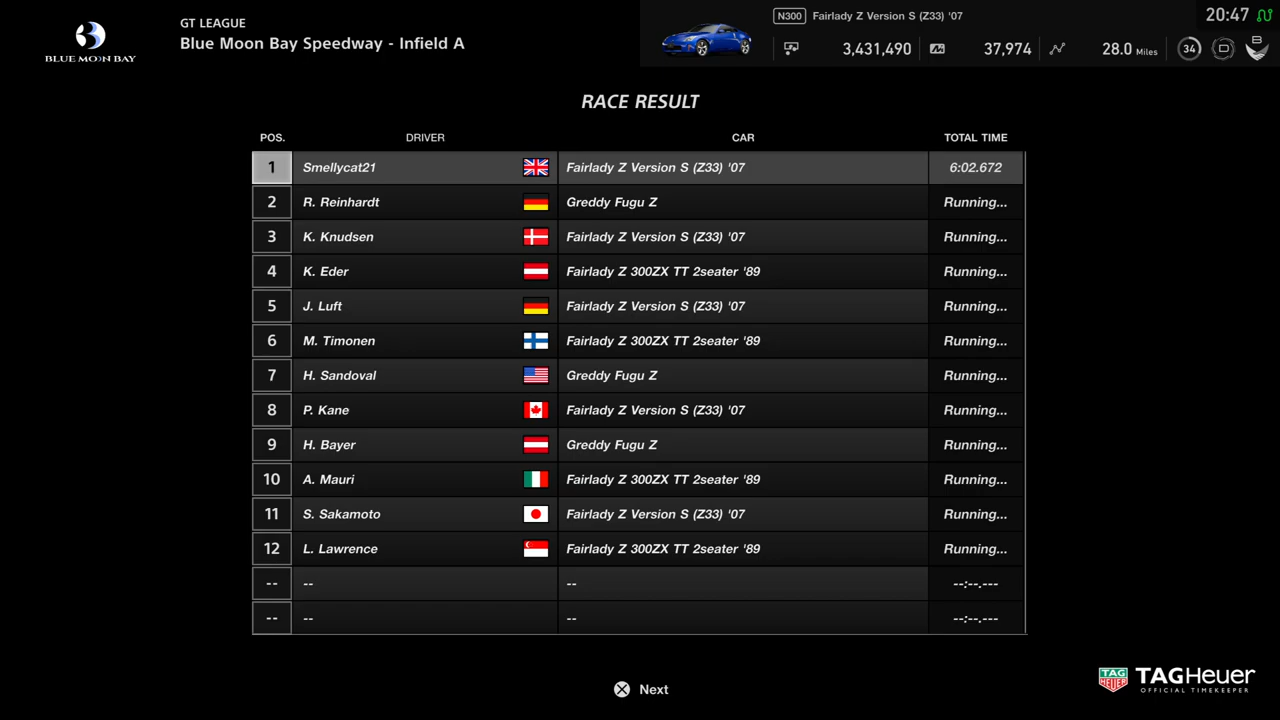 GT LEAGUE
Blue Moon Bay Speedway - Infield A
BLUE MOON BAY
N300 Fairlady Z Version S (Z33) '07
20:47
3,431,490 37,974 28.0 Miles 34 B
RACE RESULT
POS. DRIVER CAR TOTAL TIME
1 Smellycat21 Fairlady Z Version S (Z33) '07 6:02.672
2 R. Reinhardt Greddy Fugu Z Running...
3 K. Knudsen Fairlady Z Version S (Z33) '07 Running...
4 K. Eder Fairlady Z 300ZX TT 2seater '89 Running...
5 J. Luft Fairlady Z Version S (Z33) '07 Running...
6 M. Timonen Fairlady Z 300ZX TT 2seater '89 Running...
7 H. Sandoval Greddy Fugu Z Running...
8 P. Kane Fairlady Z Version S (Z33) '07 Running...
9 H. Bayer Greddy Fugu Z Running...
10 A. Mauri Fairlady Z 300ZX TT 2seater '89 Running...
11 S. Sakamoto Fairlady Z Version S (Z33) '07 Running...
12 L. Lawrence Fairlady Z 300ZX TT 2seater '89 Running...
-- -- -- --:--.---
-- -- -- --:--.---
Next
TAG HEUER TAGHeuer
OFFICIAL TIMEKEEPER